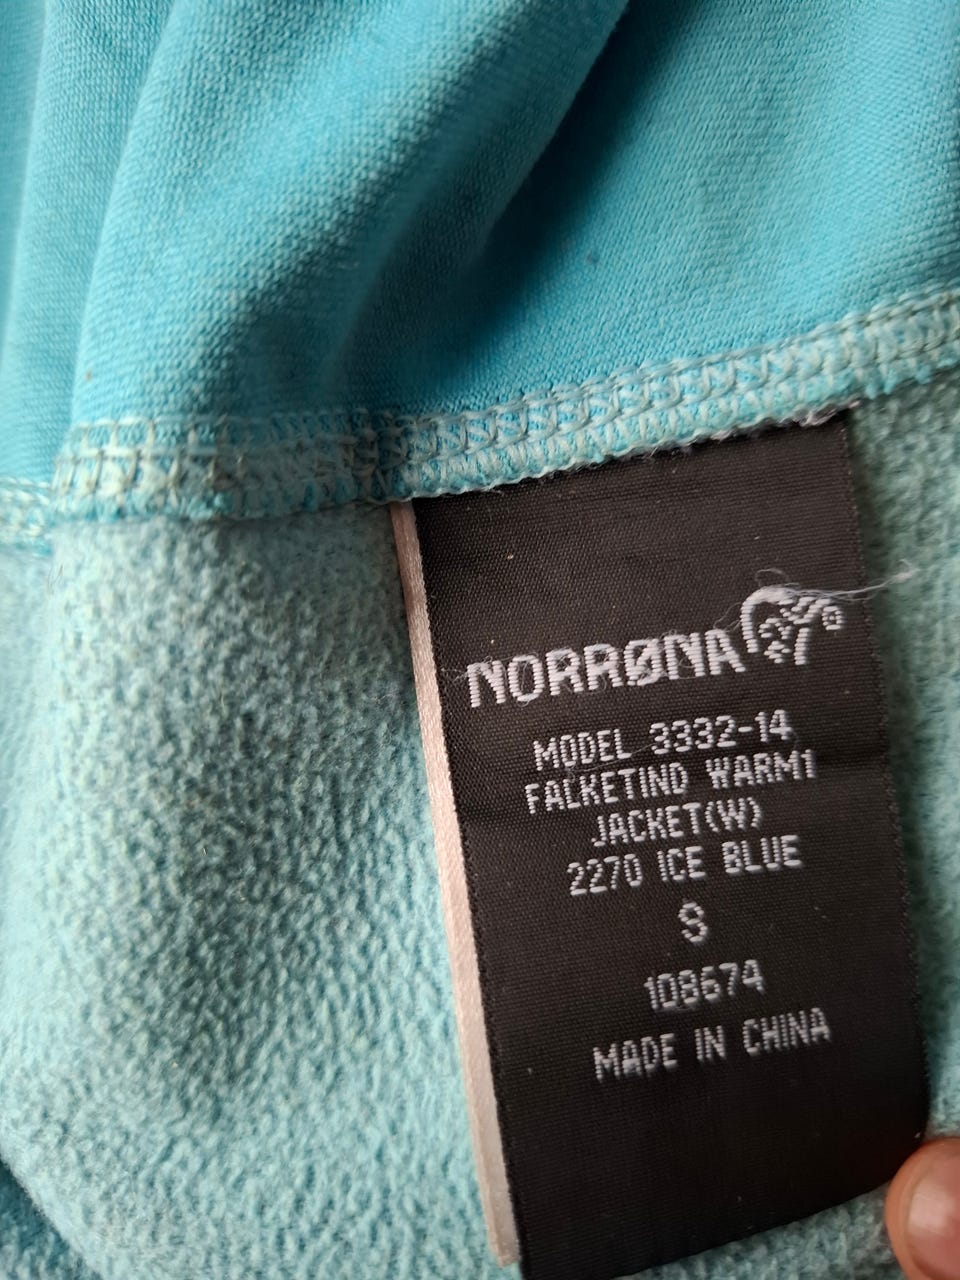 NORRØNA
MODEL 3332-14
FALKETIND WARM1
JACKET(W)
2270 ICE BLUE
S
108674
MADE IN CHINA